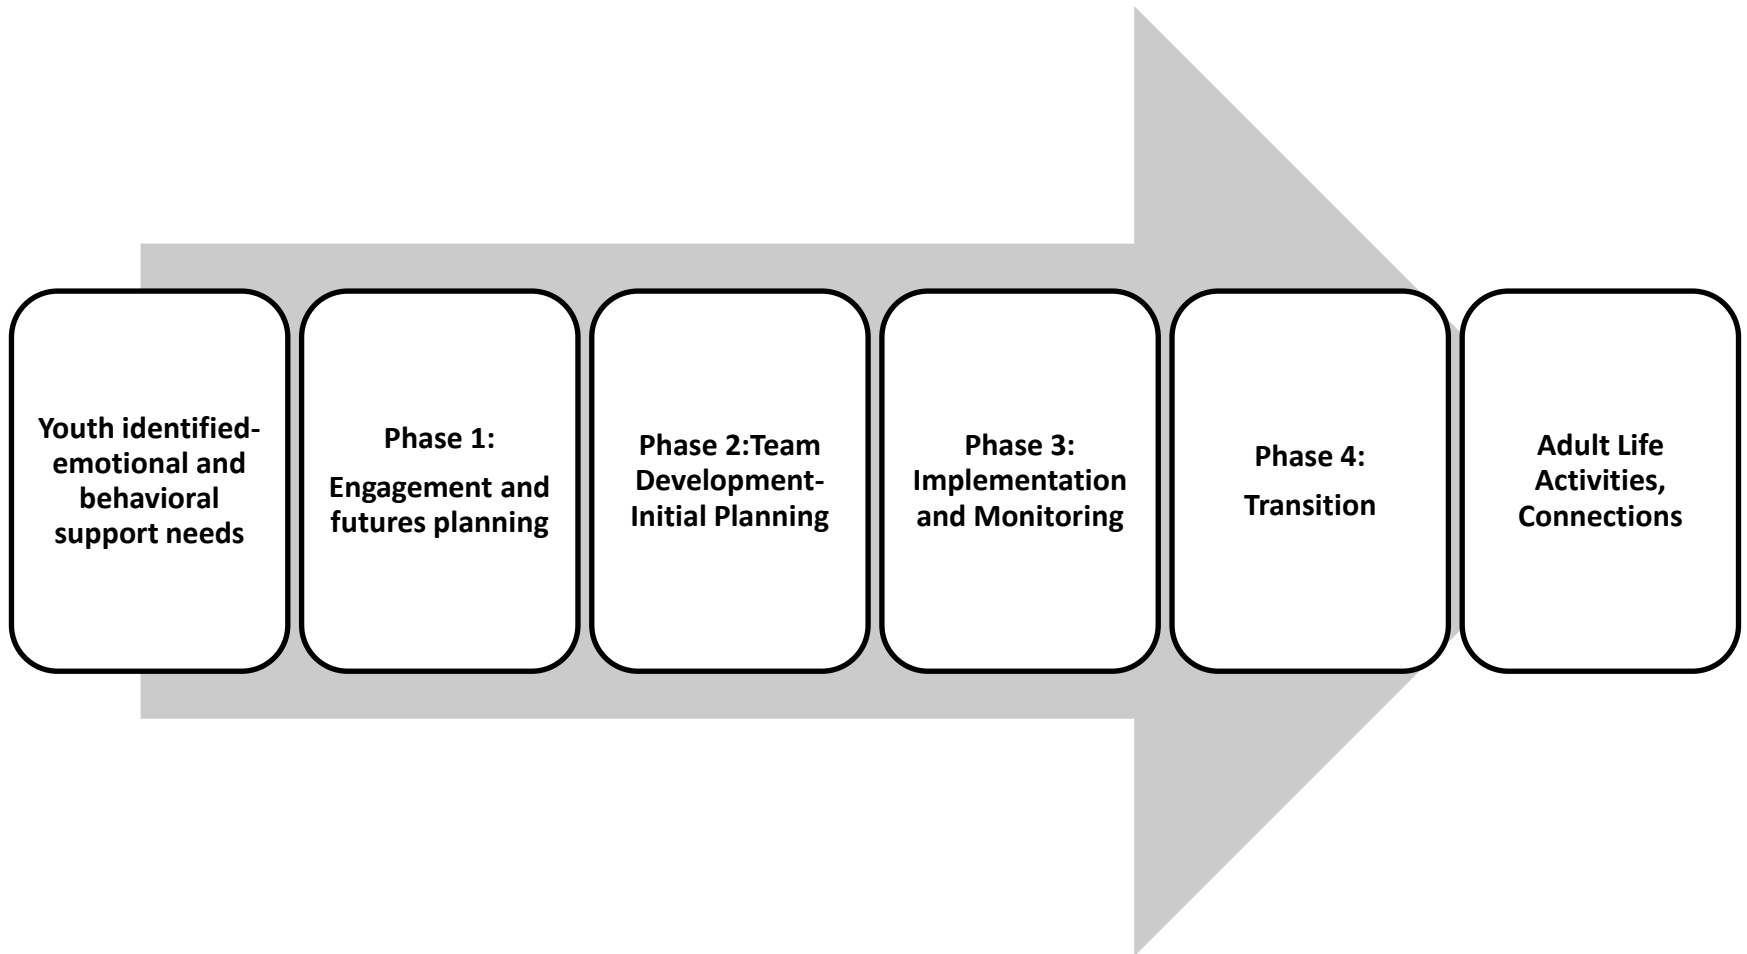 Youth identified-
emotional and
behavioral
support needs
Phase 1:
Engagement and
futures planning
Phase 2:Team
Development-
Initial Planning
Phase 3:
Implementation
and Monitoring
Phase 4:
Transition
Adult Life
Activities,
Connections